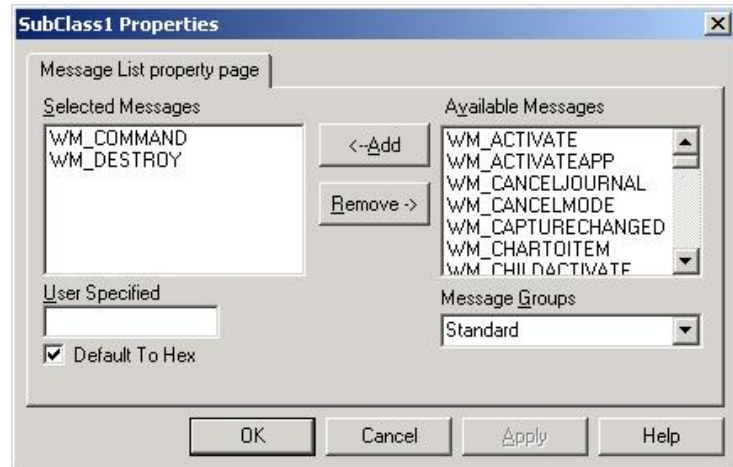 SubClass1 Properties
Message List property page
Selected Messages
WM_COMMAND
WM_DESTROY
<--Add
Remove ->
Available Messages
WM_ACTIVATE
WM_ACTIVATEAPP
WM_CANCELJOURNAL
WM_CANCELMODE
WM_CAPTURECHANGED
WM_CHARTOITEM
WM_CHILDACTIVATE
User Specified
Default To Hex
Message Groups
Standard
OK
Cancel
Apply
Help